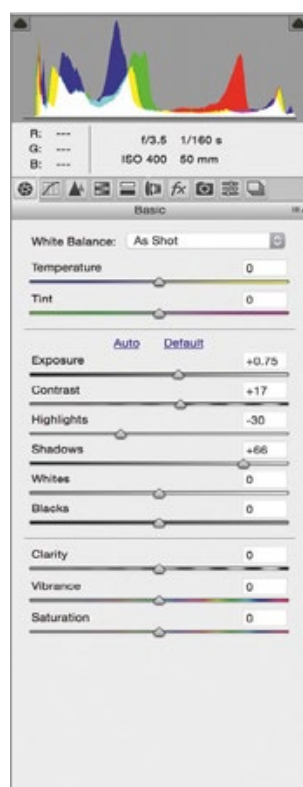 R: ---
G: ---
B: ---
f/3.5 1/160 s
ISO 400 50 mm
fx
Basic
White Balance: As Shot
Temperature 0
Tint 0
Auto Default
Exposure +0.75
Contrast +17
Highlights -30
Shadows +66
Whites 0
Blacks 0
Clarity 0
Vibrance 0
Saturation 0